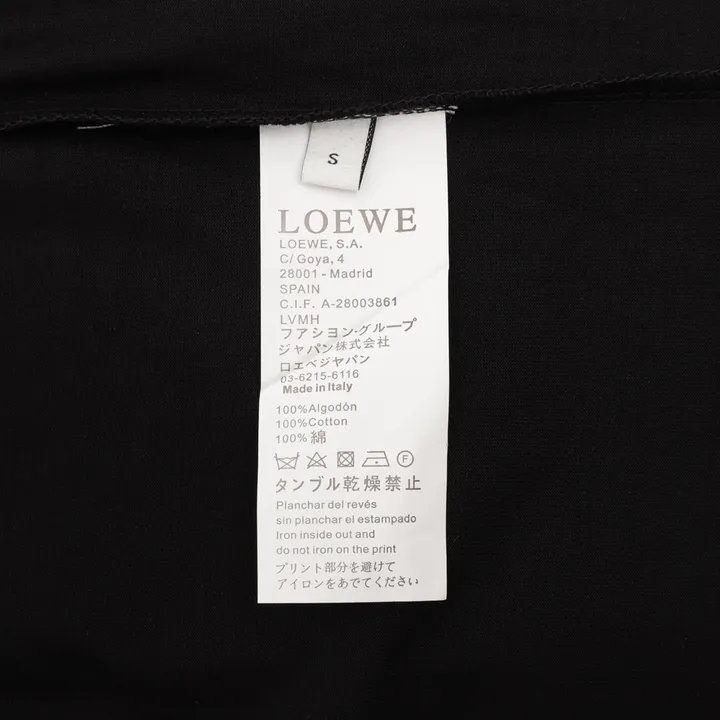 S
LOEWE
LOEWE, S.A.
C/ Goya, 4
28001 - Madrid
SPAIN
C.I.F. A-28003861
LVMH
フアシヨン・グループ
ジャパン株式会社
ロエベジャパン
03-6215-6116
Made in Italy
100%Algodòn
100%Cotton
100%綿
F
タンブル乾燥禁止
Planchar del revés
sin planchar el estampado
Iron inside out and
do not iron on the print
プリント部分を避けて
アイロンをあでてください